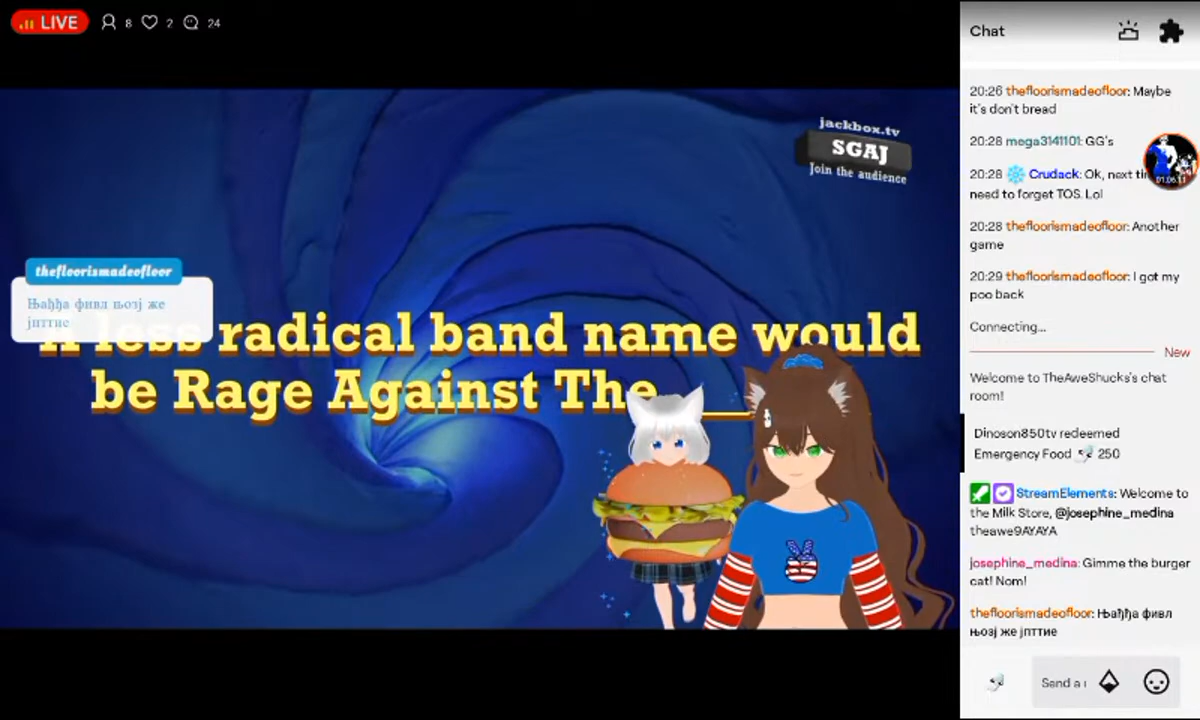 LIVE 8 2 24
jackbox.tv
SGAJ
Join the audience
thefloorismadeofloor
Њађђа фивл њозј же
јпттие
less radical band name would
be Rage Against The ___
Chat
20:26 thefloorismadeofloor: Maybe
it's don't bread
20:28 mega3141101: GG's
20:28 Crudack: Ok, next
need to forget TOS. Lol
20:28 thefloorismadeofloor: Another
game
20:29 thefloorismadeofloor: I got my
poo back
Connecting...
New
Welcome to TheAweShucks's chat
room!
Dinoson850tv redeemed
Emergency Food 250
StreamElements: Welcome to
the Milk Store, @josephine_medina
theawe9AYAYA
josephine_medina: Gimme the burger
cat! Nom!
thefloorismadeofloor: Њађђа фивл
њозј же јпттие
Send a